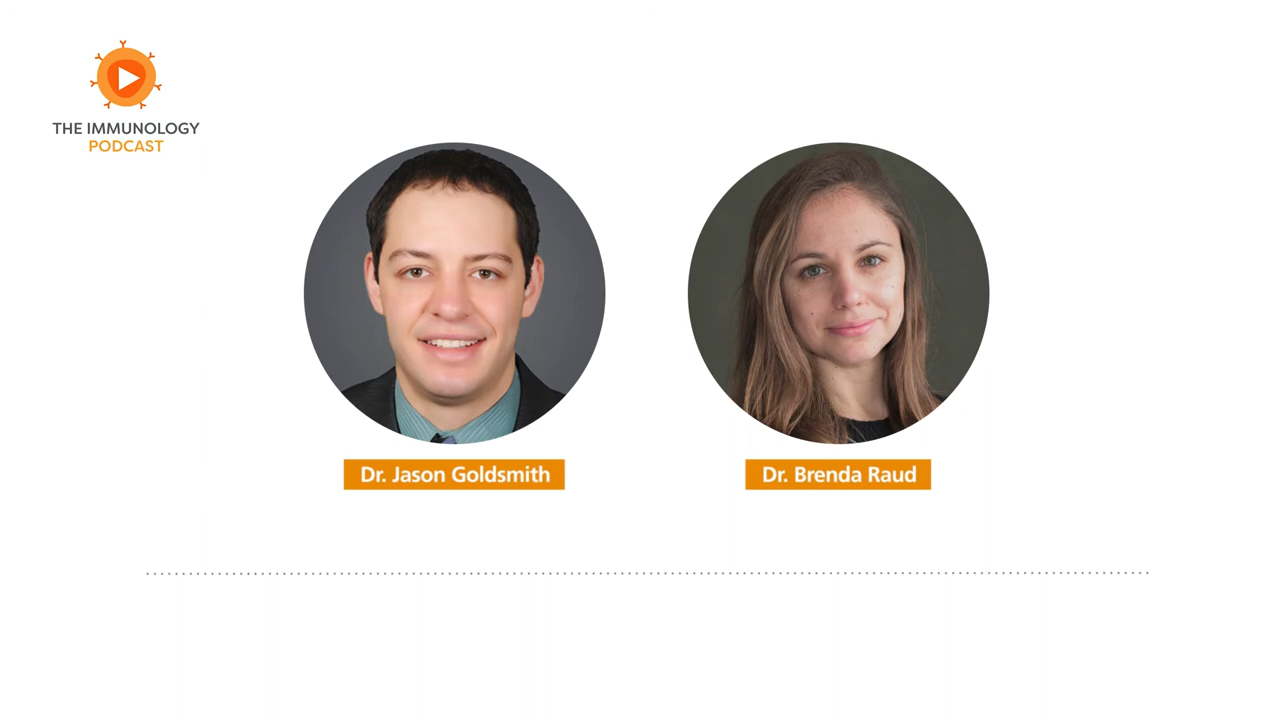 THE IMMUNOLOGY
PODCAST
Dr. Jason Goldsmith
Dr. Brenda Raud